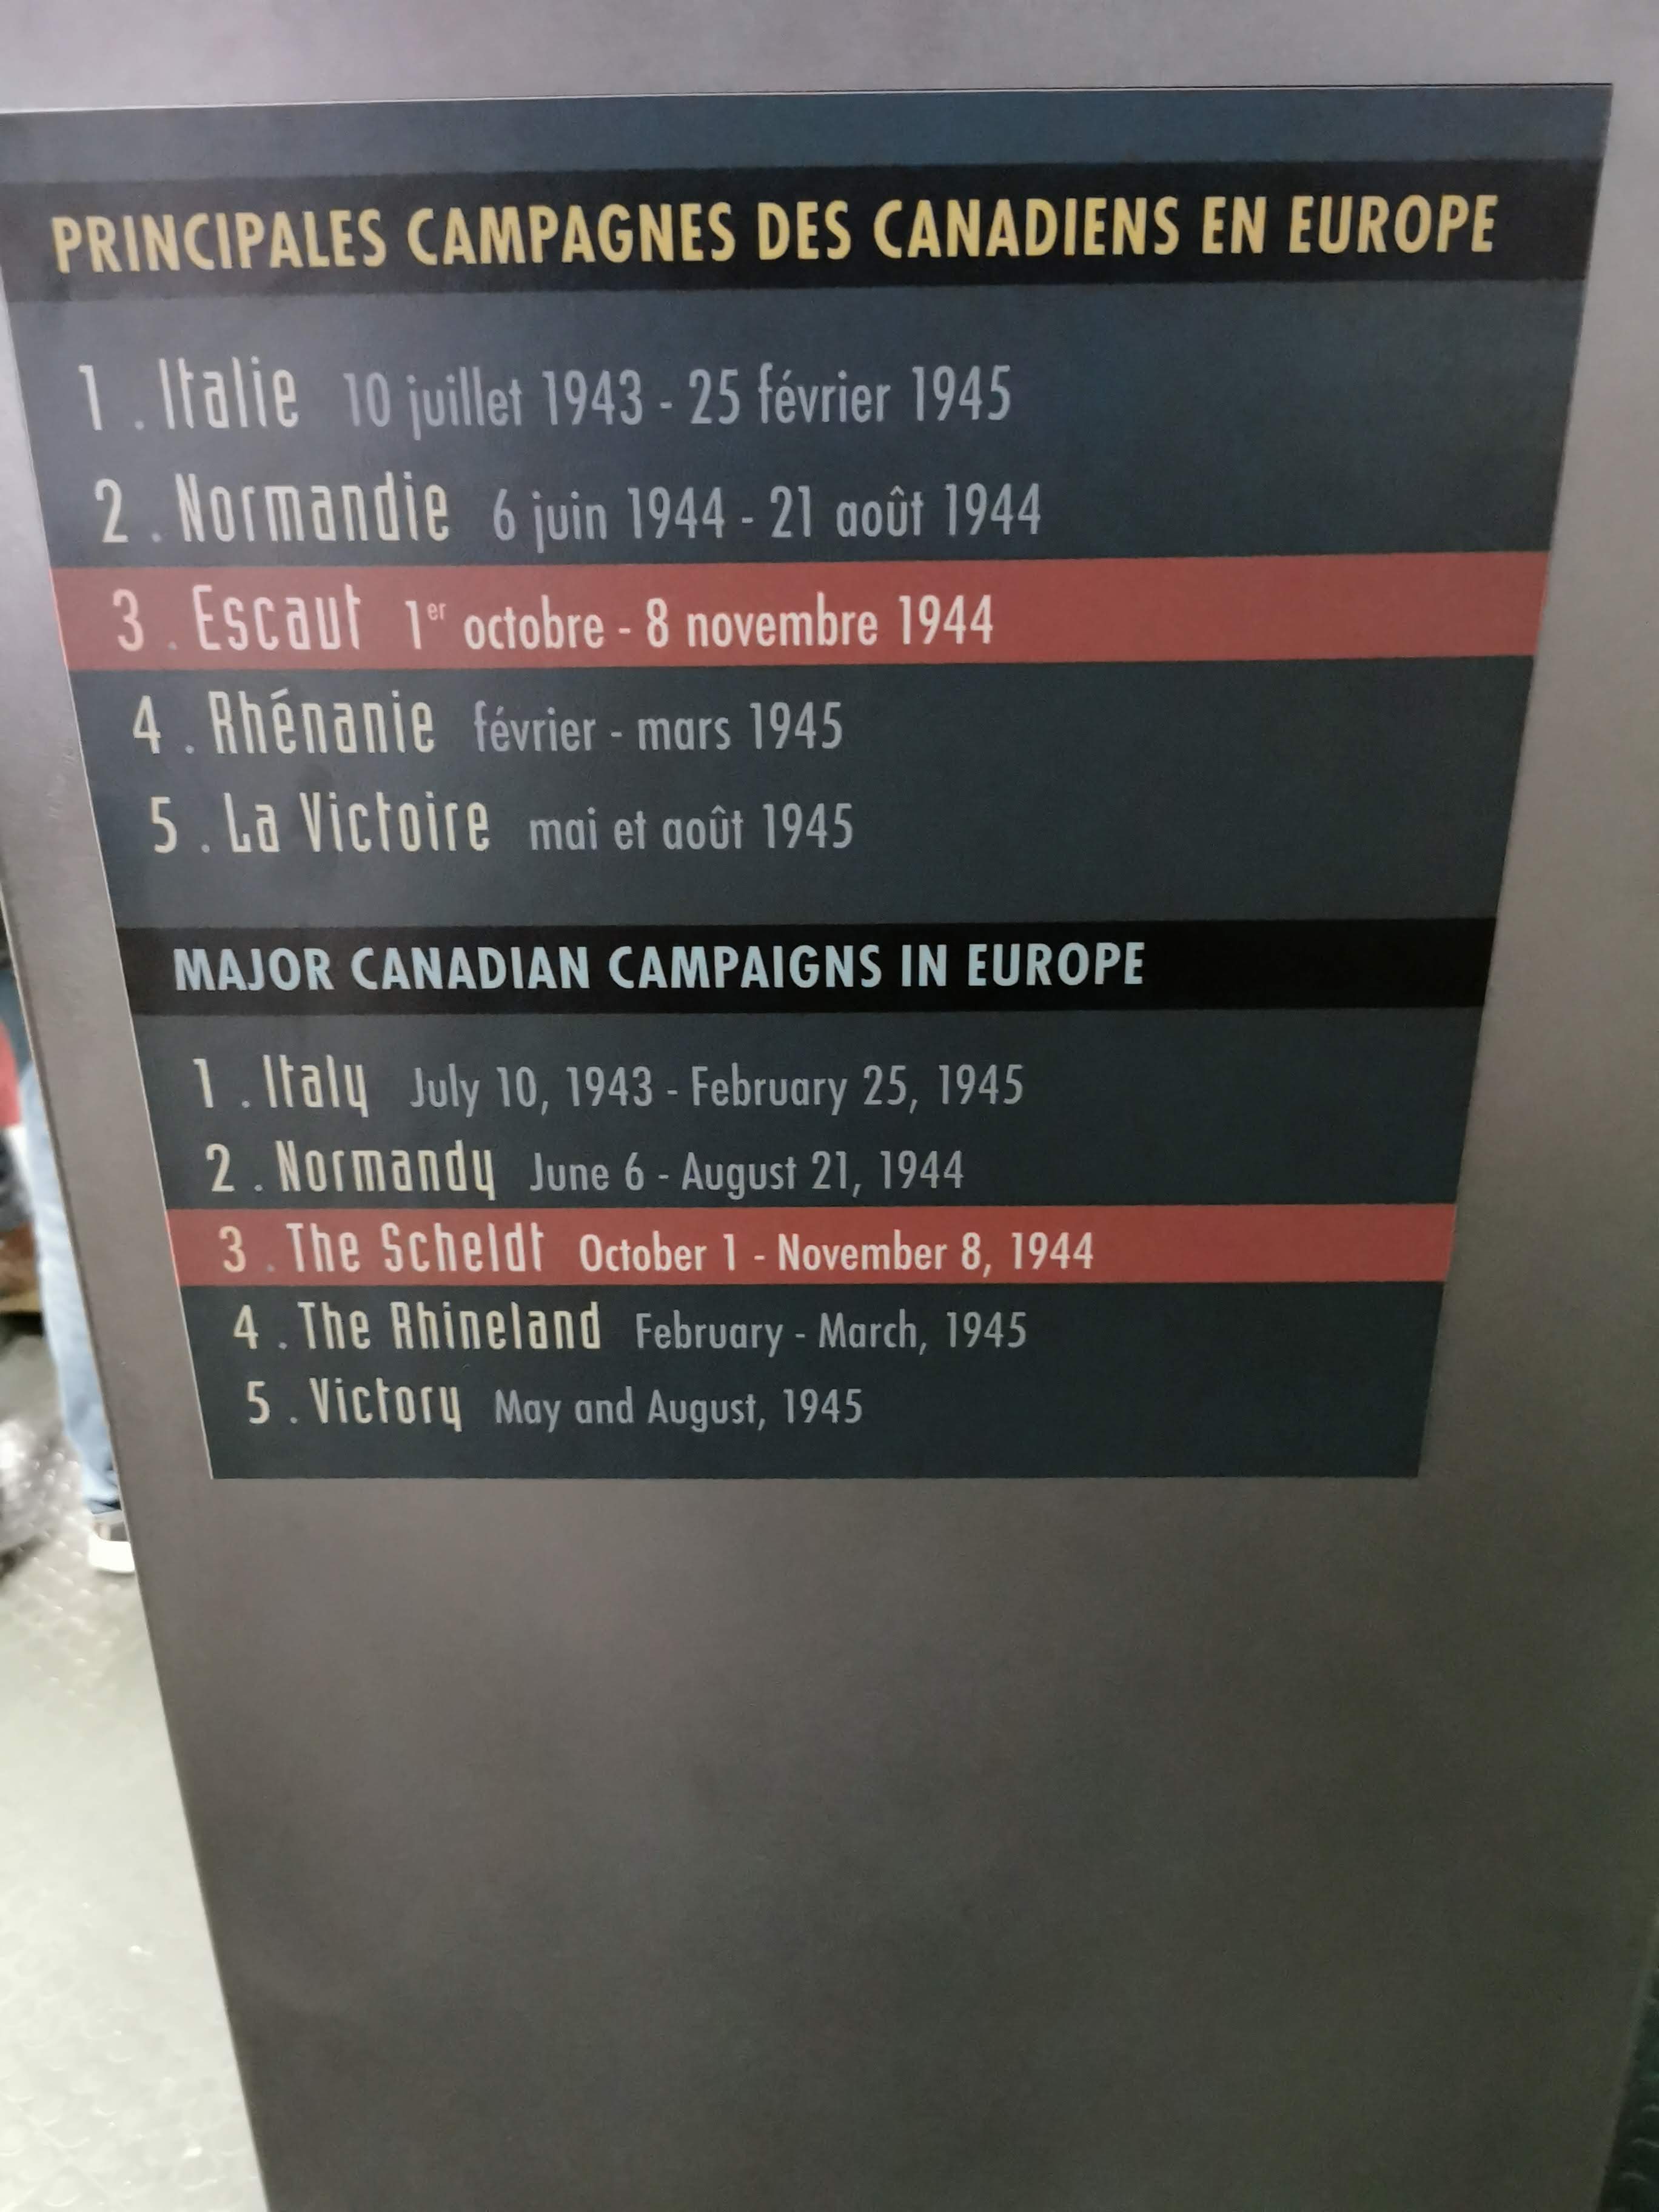 PRINCIPALES CAMPAGNES DES CANADIENS EN EUROPE
1. Italie 10 juillet 1943 - 25 février 1945
2. Normandie 6 juin 1944 - 21 août 1944
3. Escaut 1er octobre - 8 novembre 1944
4. Rhénanie février - mars 1945
5. La Victoire mai et août 1945
MAJOR CANADIAN CAMPAIGNS IN EUROPE
1. Italy July 10, 1943 - February 25, 1945
2. Normandy June 6 - August 21, 1944
3. The Scheldt October 1 - November 8, 1944
4. The Rhineland February - March, 1945
5. Victory May and August, 1945